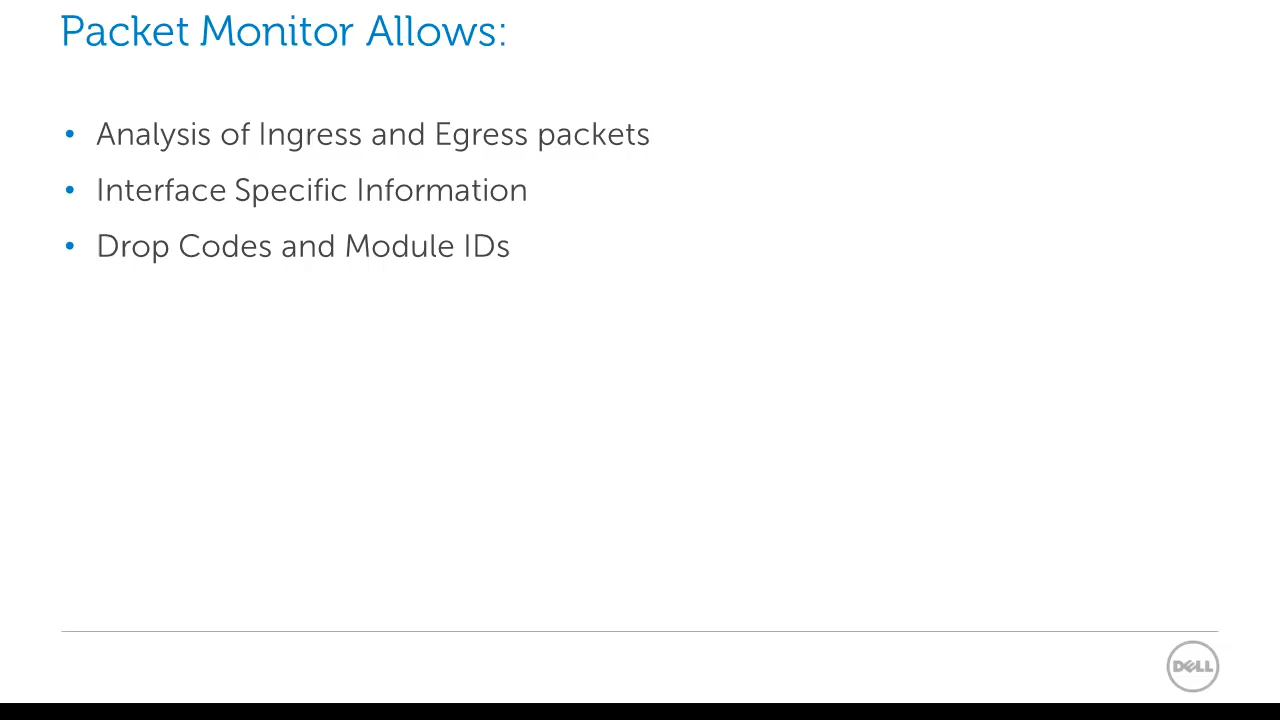 Packet Monitor Allows:
• Analysis of Ingress and Egress packets
• Interface Specific Information
• Drop Codes and Module IDs
DELL